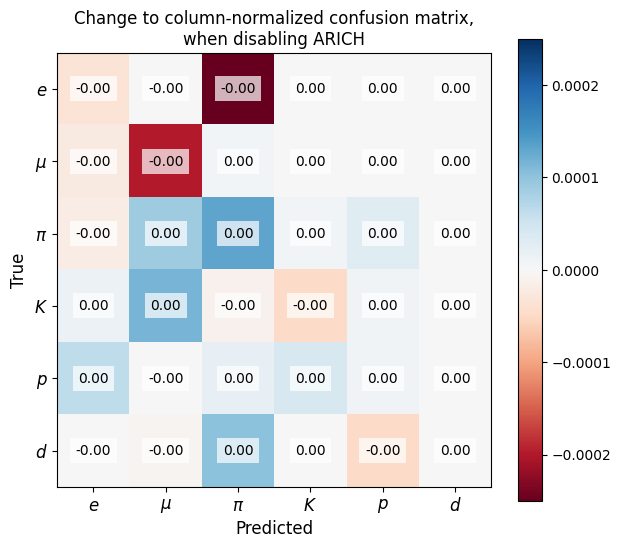 Change to column-normalized confusion matrix,
when disabling ARICH
e -0.00 -0.00 -0.00 0.00 0.00 0.00
μ -0.00 -0.00 0.00 0.00 0.00 0.00
π -0.00 0.00 0.00 0.00 0.00 0.00
K 0.00 0.00 -0.00 -0.00 0.00 0.00
p 0.00 -0.00 0.00 0.00 0.00 0.00
d -0.00 -0.00 0.00 0.00 -0.00 0.00
e μ π K p d
Predicted
True
0.0002
0.0001
0.0000
−0.0001
−0.0002